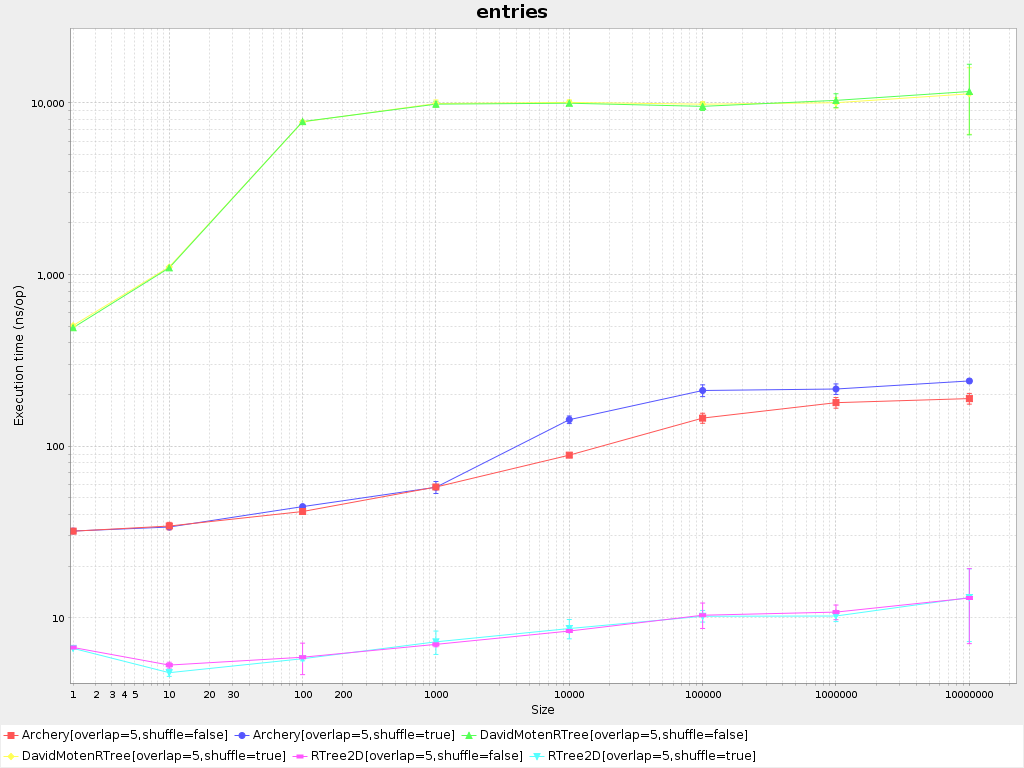 entries
Execution time (ns/op)
10,000
1,000
100
10
1 2 3 4 5 10 20 30 100 200 1000 10000 100000 1000000 10000000
Size
Archery[overlap=5,shuffle=false] Archery[overlap=5,shuffle=true] DavidMotenRTree[overlap=5,shuffle=false]
DavidMotenRTree[overlap=5,shuffle=true] RTree2D[overlap=5,shuffle=false] RTree2D[overlap=5,shuffle=true]